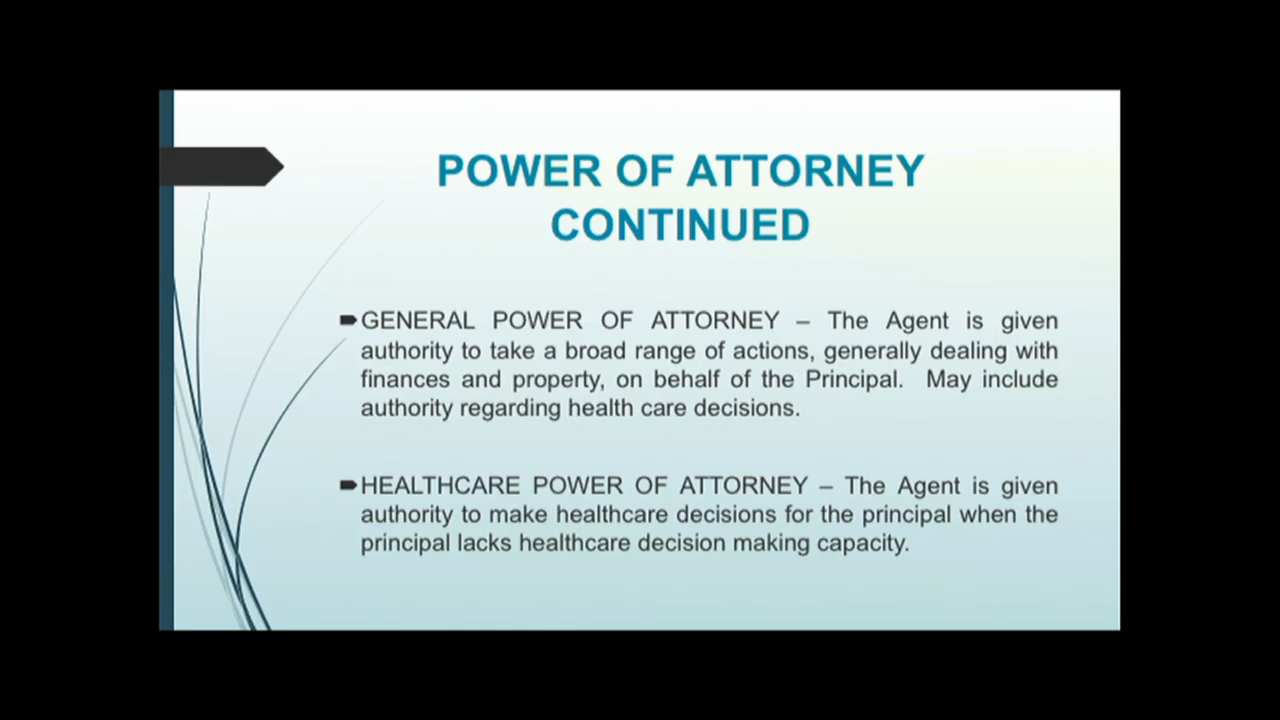 POWER OF ATTORNEY
CONTINUED
GENERAL POWER OF ATTORNEY – The Agent is given
authority to take a broad range of actions, generally dealing with
finances and property, on behalf of the Principal. May include
authority regarding health care decisions.
HEALTHCARE POWER OF ATTORNEY – The Agent is given
authority to make healthcare decisions for the principal when the
principal lacks healthcare decision making capacity.